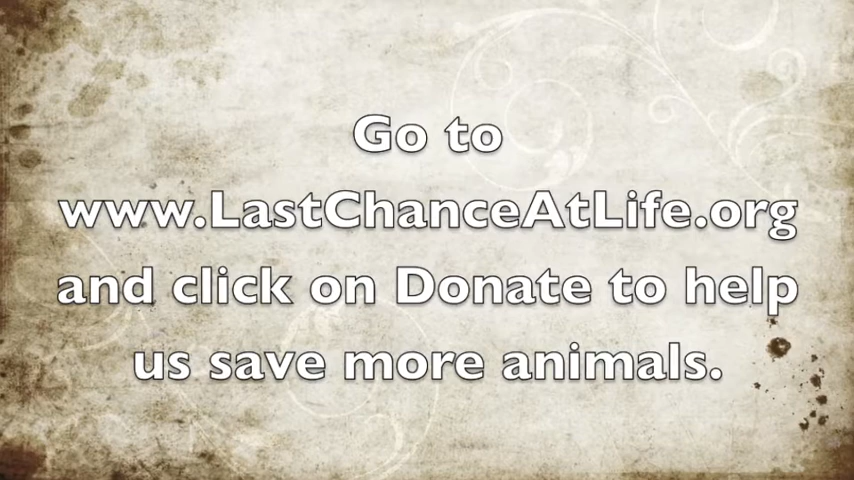 Go to
www.LastChanceAtLife.org
and click on Donate to help
us save more animals.